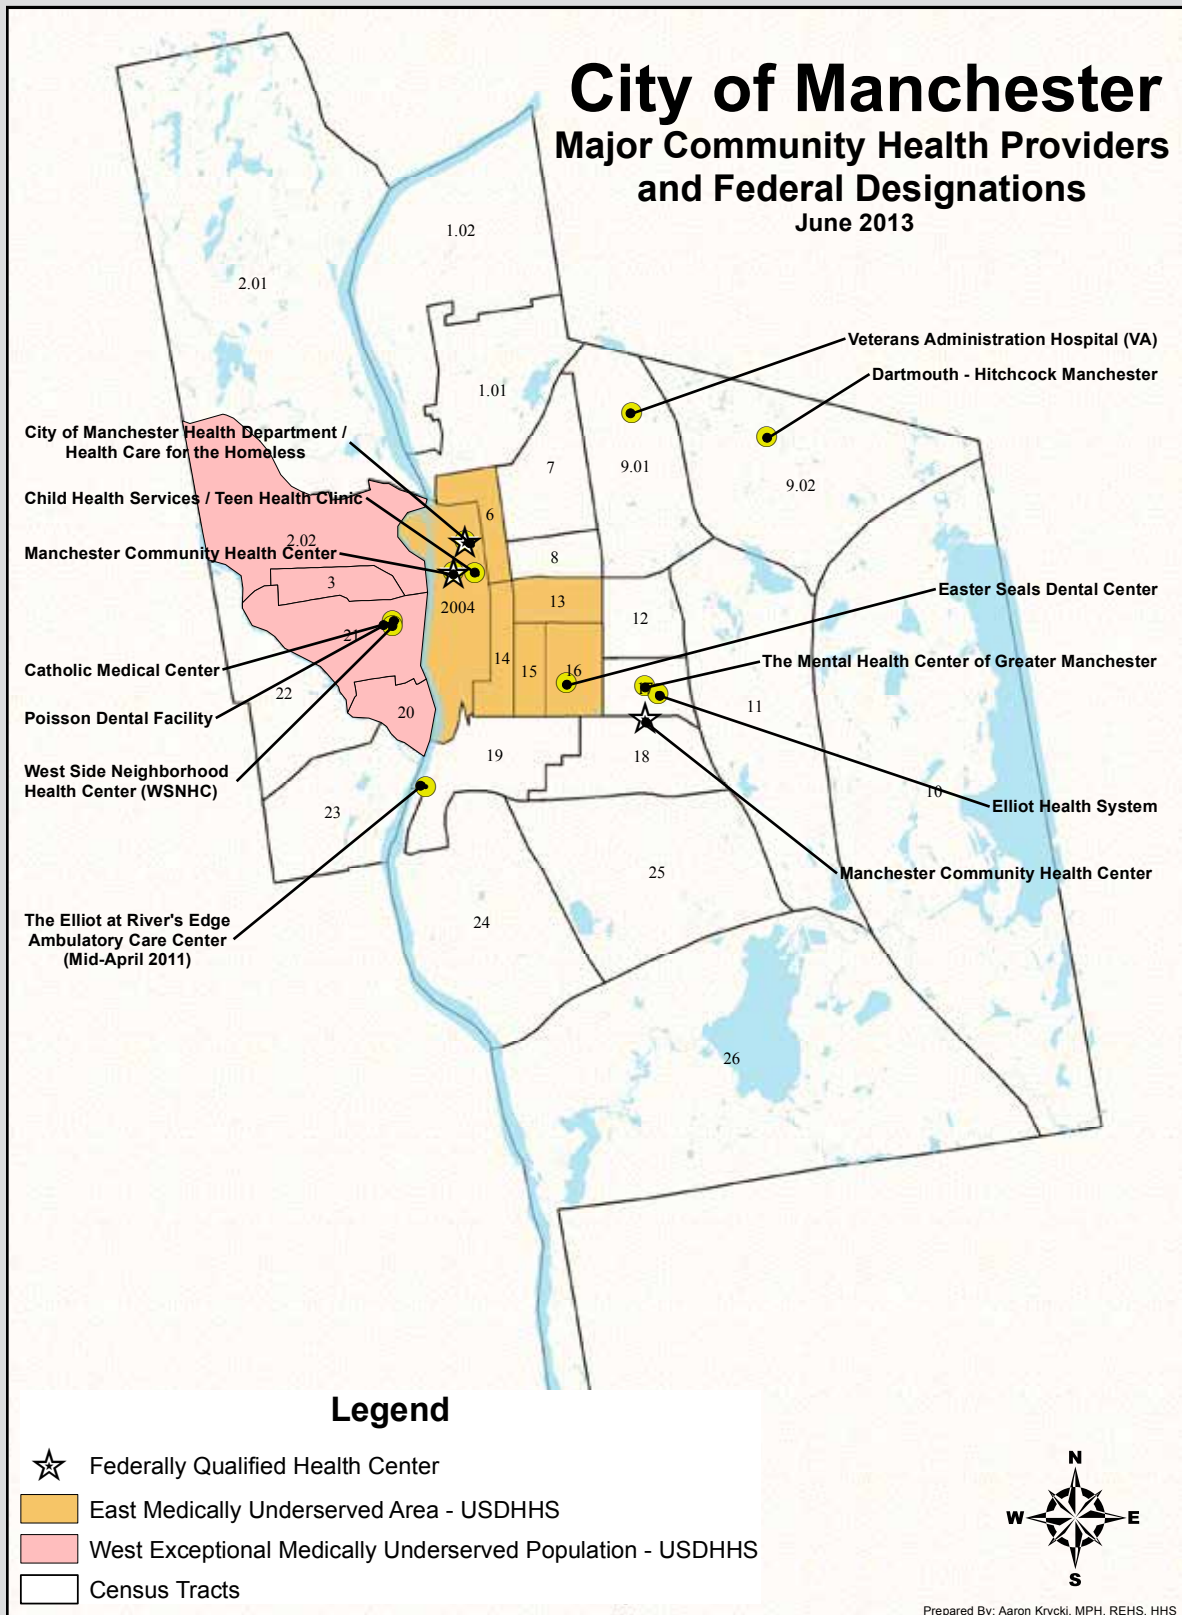 City of Manchester
Major Community Health Providers
and Federal Designations
June 2013
1.02
2.01
Veterans Administration Hospital (VA)
Dartmouth - Hitchcock Manchester
1.01
City of Manchester Health Department /
Health Care for the Homeless
7
9.01
9.02
Child Health Services / Teen Health Clinic
6
2.02
Manchester Community Health Center
8
3
Easter Seals Dental Center
2004
13
12
21
14
15
16
The Mental Health Center of Greater Manchester
Catholic Medical Center
22
11
Poisson Dental Facility
20
19
18
West Side Neighborhood
Health Center (WSNHC)
10
Elliot Health System
23
25
Manchester Community Health Center
The Elliot at River's Edge
Ambulatory Care Center
(Mid-April 2011)
24
26
Legend
Federally Qualified Health Center
East Medically Underserved Area - USDHHS
West Exceptional Medically Underserved Population - USDHHS
Census Tracts
N
W
E
S
Prepared By: Aaron Krycki, MPH, REHS, HHS